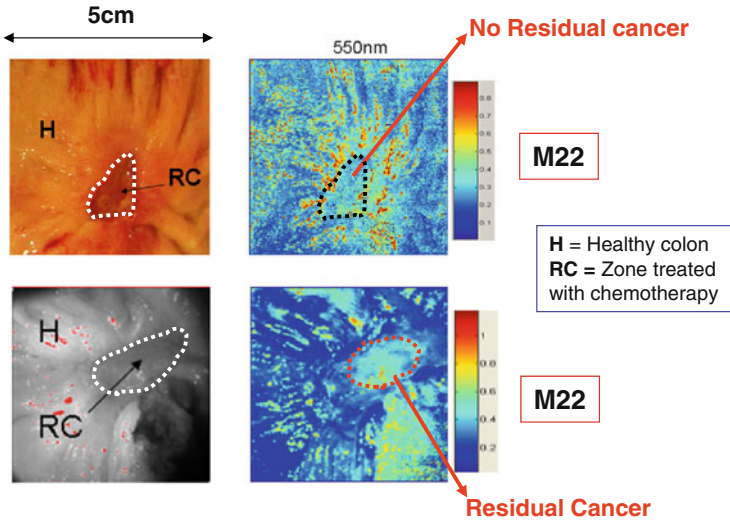 5cm
550nm
No Residual cancer
H
RC
0.8
0.7
0.6
0.5
0.4
0.3
0.2
0.1
M22
H = Healthy colon
RC = Zone treated
with chemotherapy
H
RC
1
0.8
0.6
0.4
0.2
M22
Residual Cancer